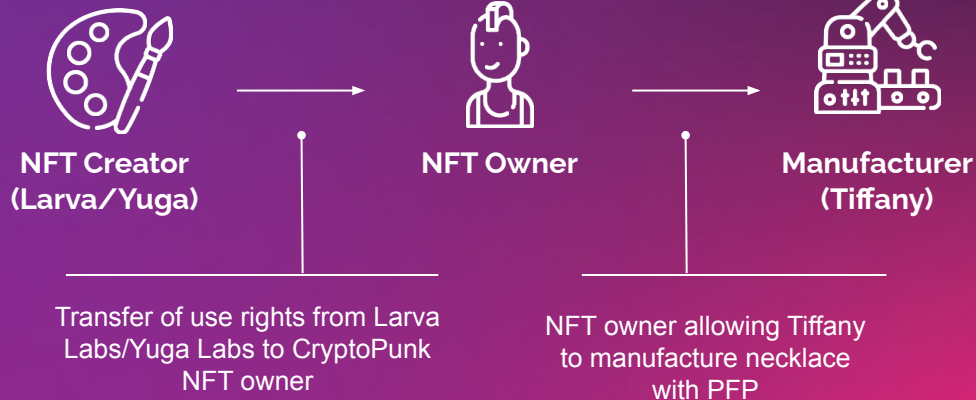 NFT Creator
(Larva/Yuga)
NFT Owner
Manufacturer
(Tiffany)
Transfer of use rights from Larva
Labs/Yuga Labs to CryptoPunk
NFT owner
NFT owner allowing Tiffany
to manufacture necklace
with PFP